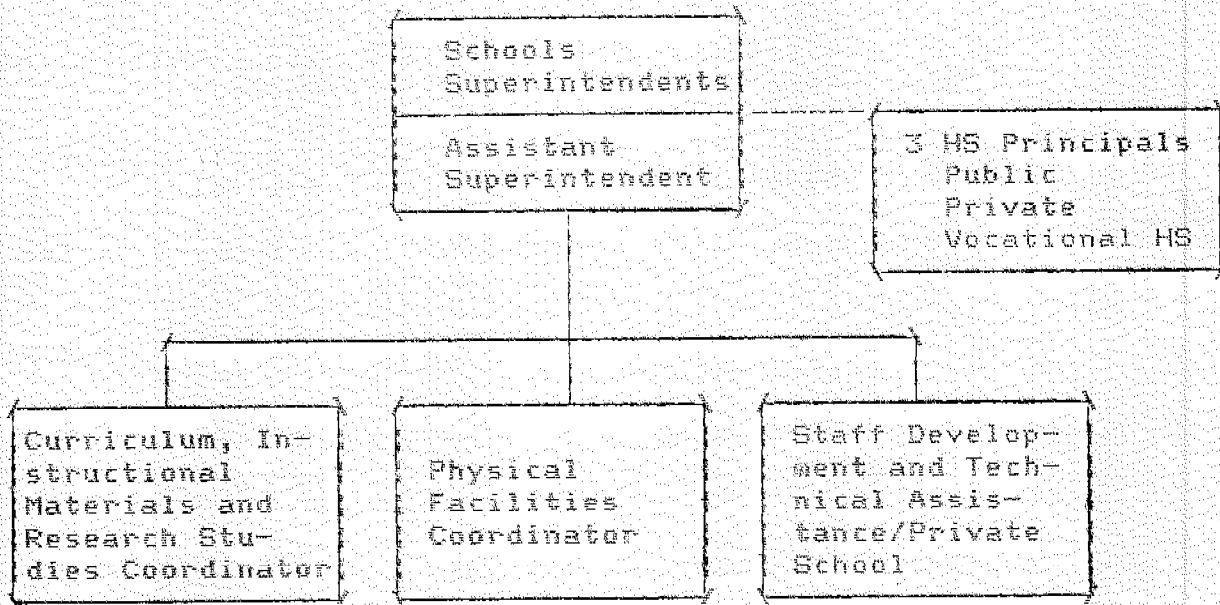 Schools
Superintendents
Assistant
Superintendent
3 HS Principals
Public
Private
Vocational HS
Curriculum, In-
structional
Materials and
Research Stu-
dies Coordinator
Physical
Facilities
Coordinator
Staff Develop-
ment and Tech-
nical Assis-
tance/Private
School